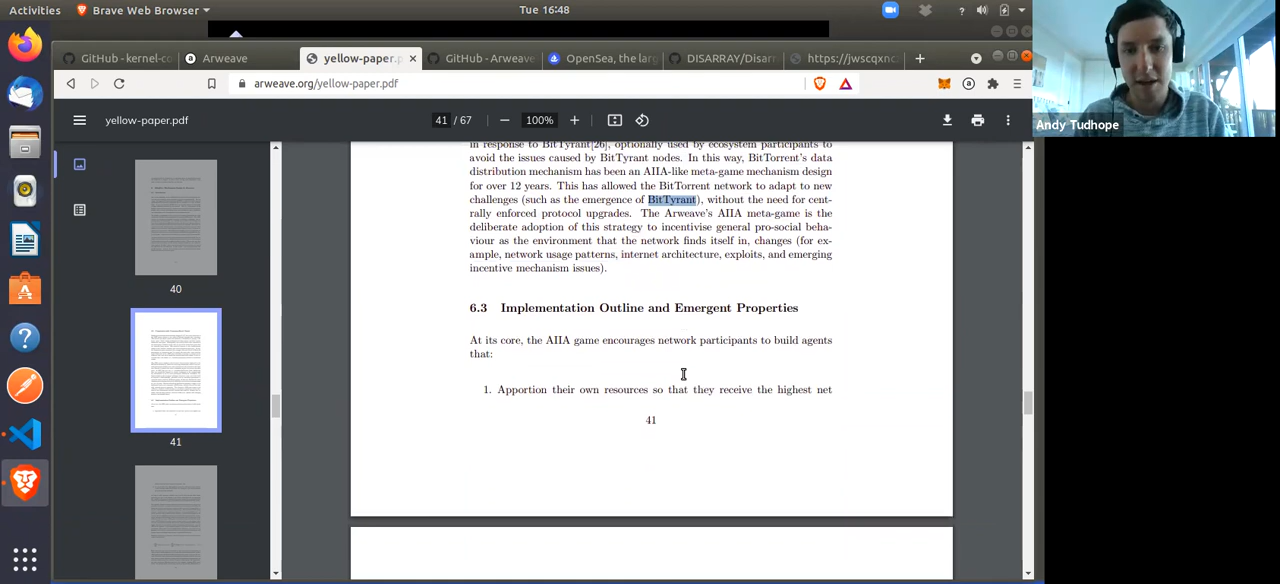 Activities
Brave Web Browser
Tue 16:48
GitHub - kernel-co
Arweave
yellow-paper.p
GitHub - Arweave
OpenSea, the larg
DISARRAY/Disarr
https://jwscqxnc
arweave.org/yellow-paper.pdf
yellow-paper.pdf
41 / 67
100%
Andy Tudhope
in response to BitTyrant[26], optionally used by ecosystem participants to
avoid the issues caused by BitTyrant nodes. In this way, BitTorrent's data
distribution mechanism has been an AIIA-like meta-game mechanism design
for over 12 years. This has allowed the BitTorrent network to adapt to new
challenges (such as the emergence of BitTyrant), without the need for cent-
rally enforced protocol upgrades. The Arweave's AIIA meta-game is the
deliberate adoption of this strategy to incentivise general pro-social beha-
viour as the environment that the network finds itself in, changes (for ex-
ample, network usage patterns, internet architecture, exploits, and emerging
incentive mechanism issues).
6.3 Implementation Outline and Emergent Properties
At its core, the AIIA game encourages network participants to build agents
that:
1. Apportion their own resources so that they receive the highest net
41
40
41